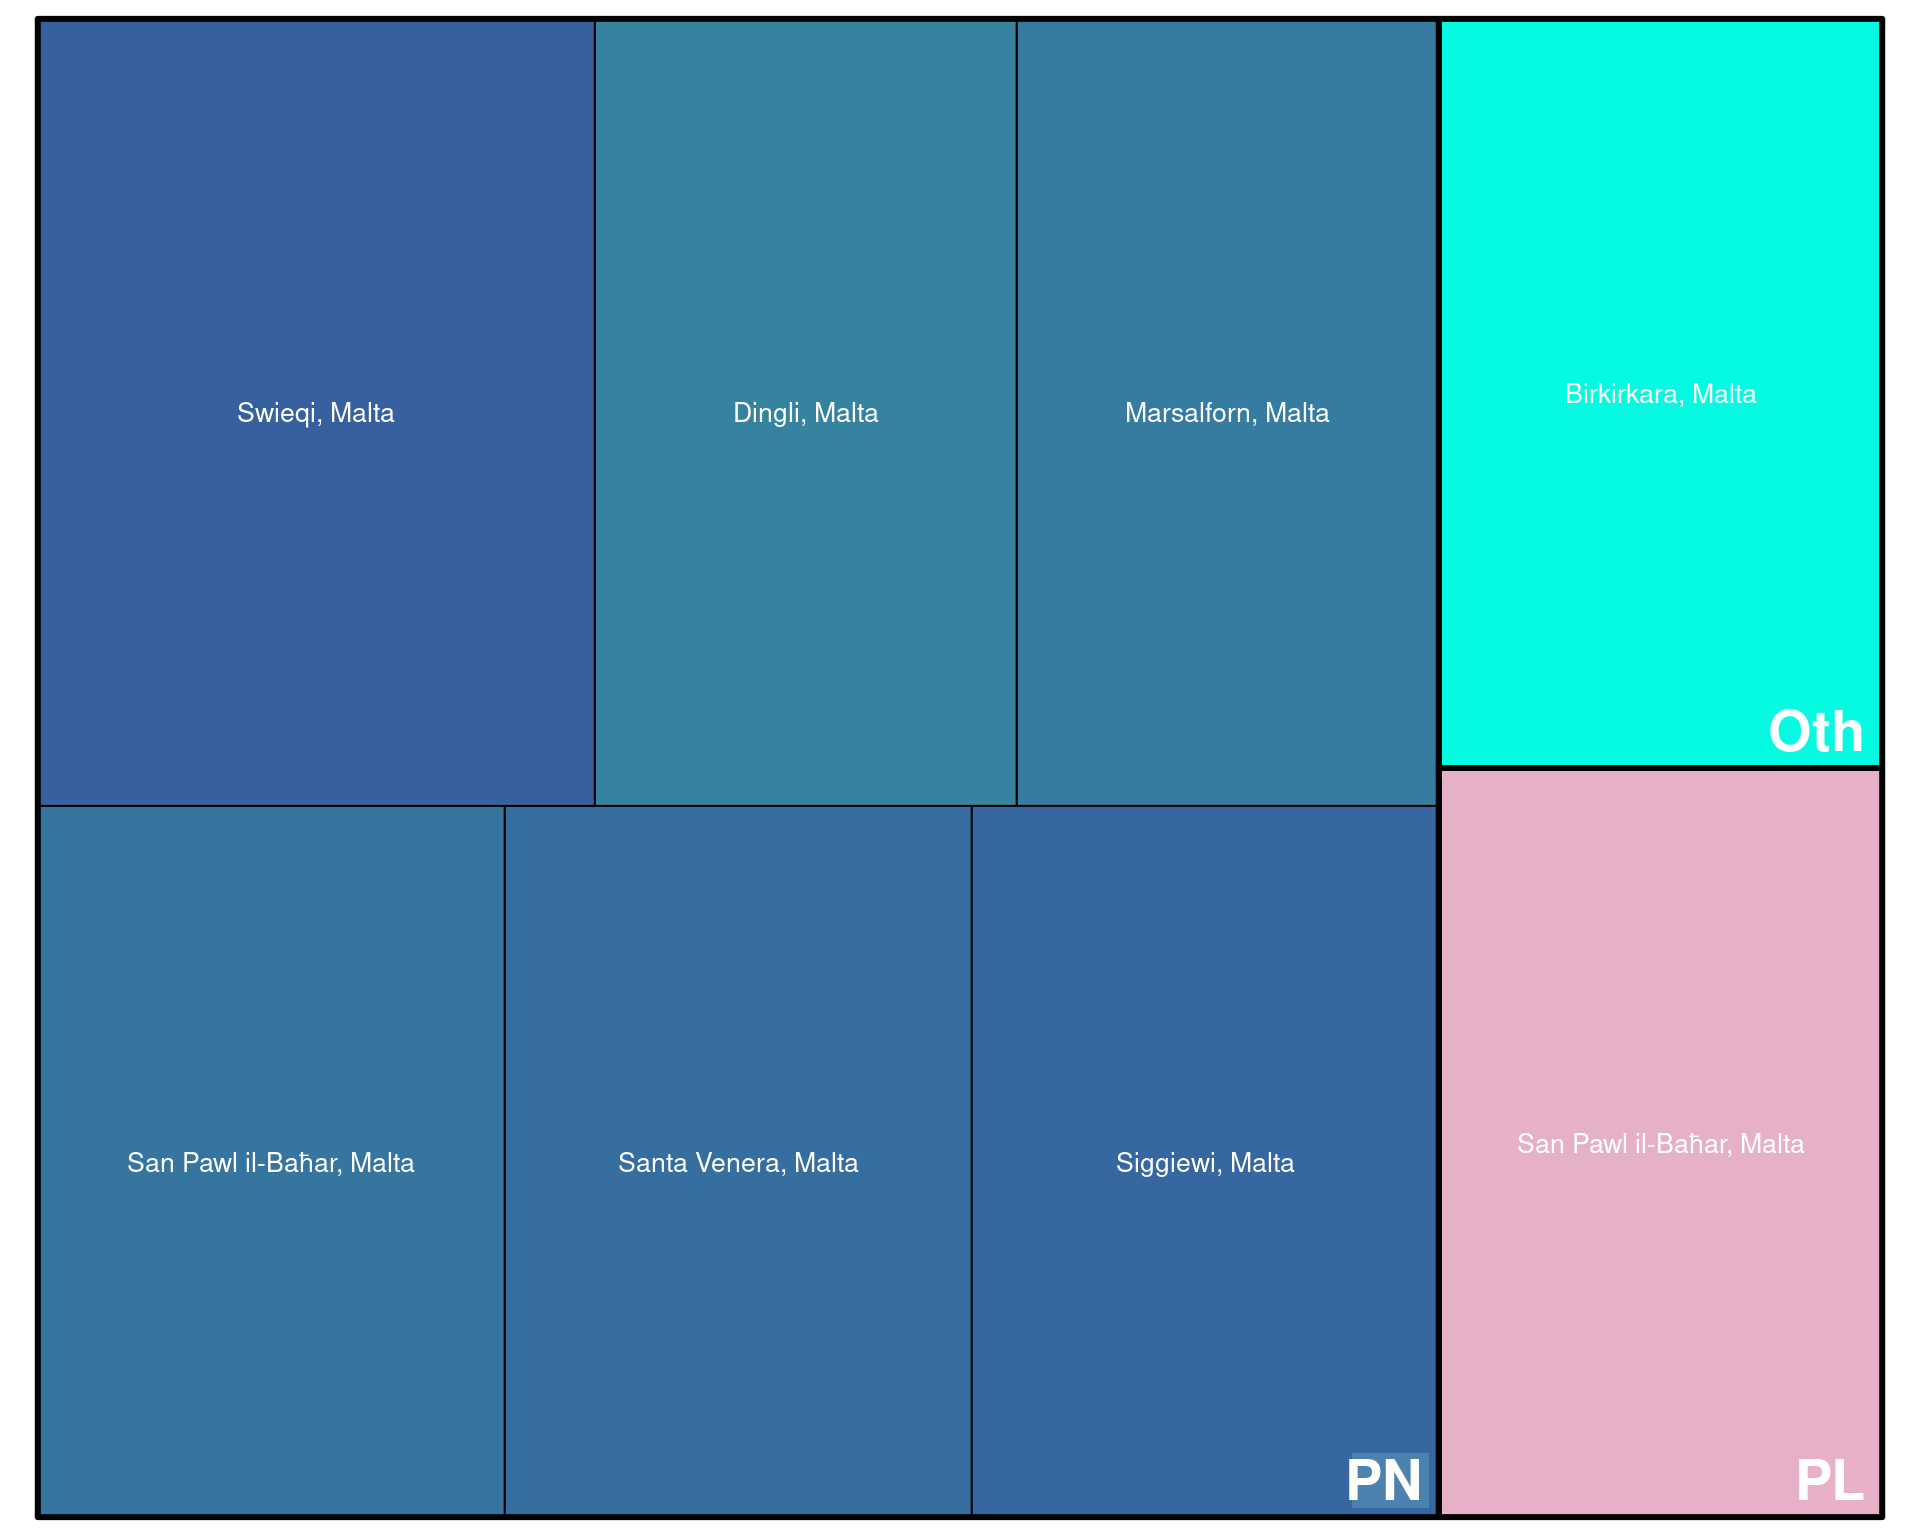 Swieqi, Malta
Dingli, Malta
Marsalforn, Malta
Birkirkara, Malta
Oth
San Pawl il-Baħar, Malta
Santa Venera, Malta
Siggiewi, Malta
San Pawl il-Baħar, Malta
PN
PL